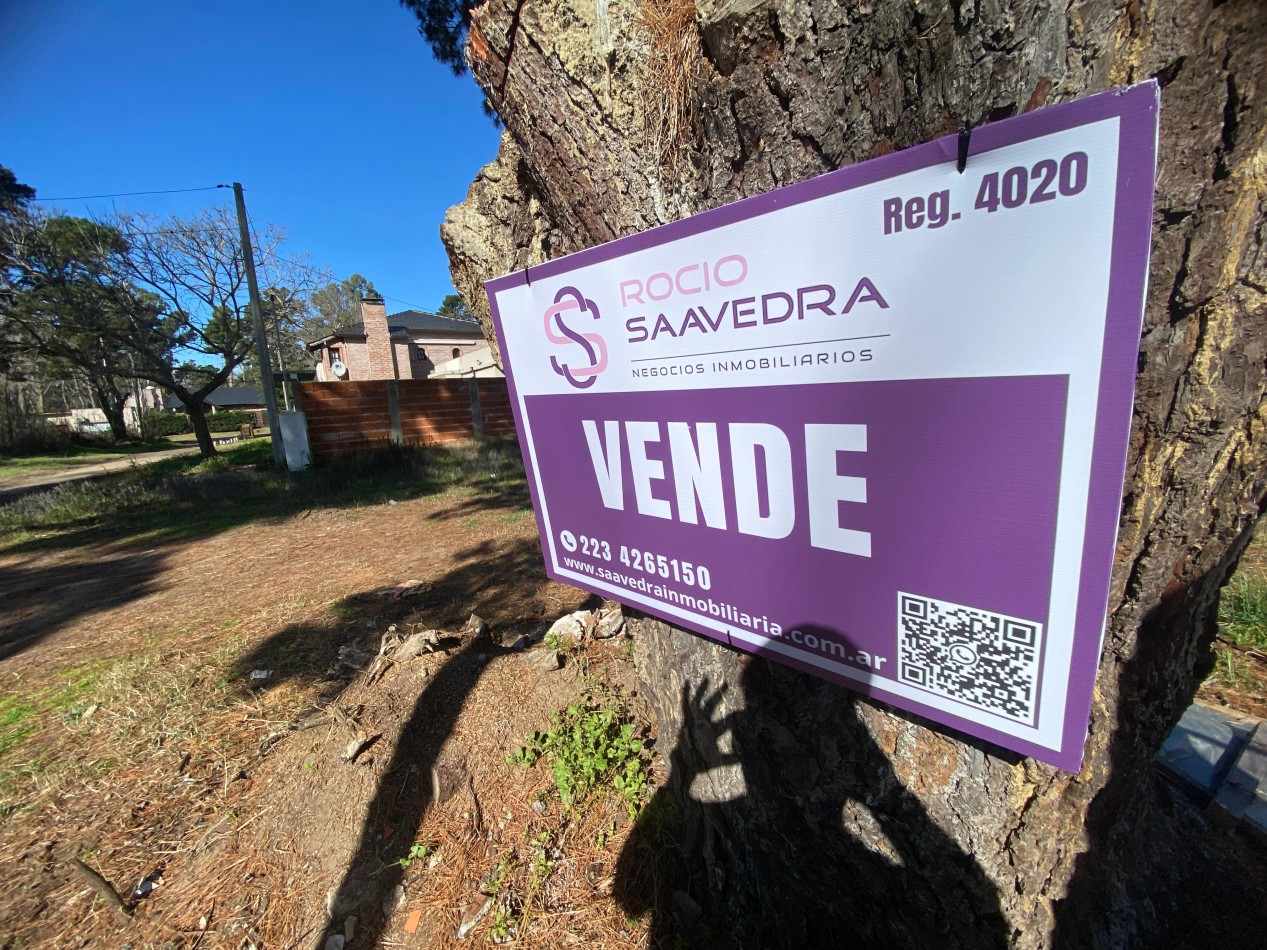 Reg. 4020
ROCIO
SAAVEDRA
NEGOCIOS INMOBILIARIOS
VENDE
223 4265150
www.saavedrainmobiliaria.com.ar